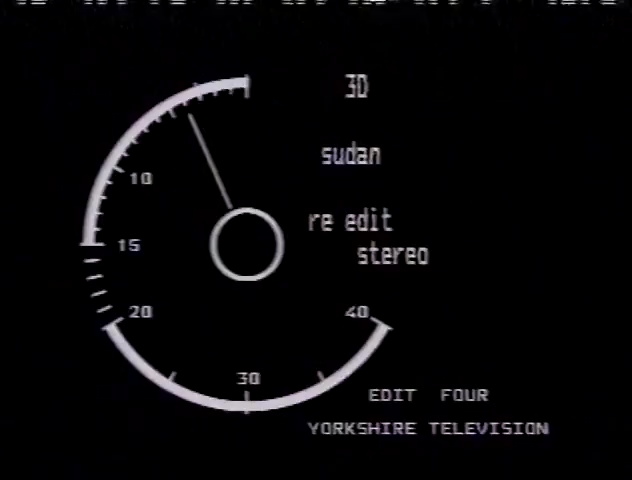 3D
sudan
10
re edit
15
stereo
20
40
30
EDIT FOUR
YORKSHIRE TELEVISION